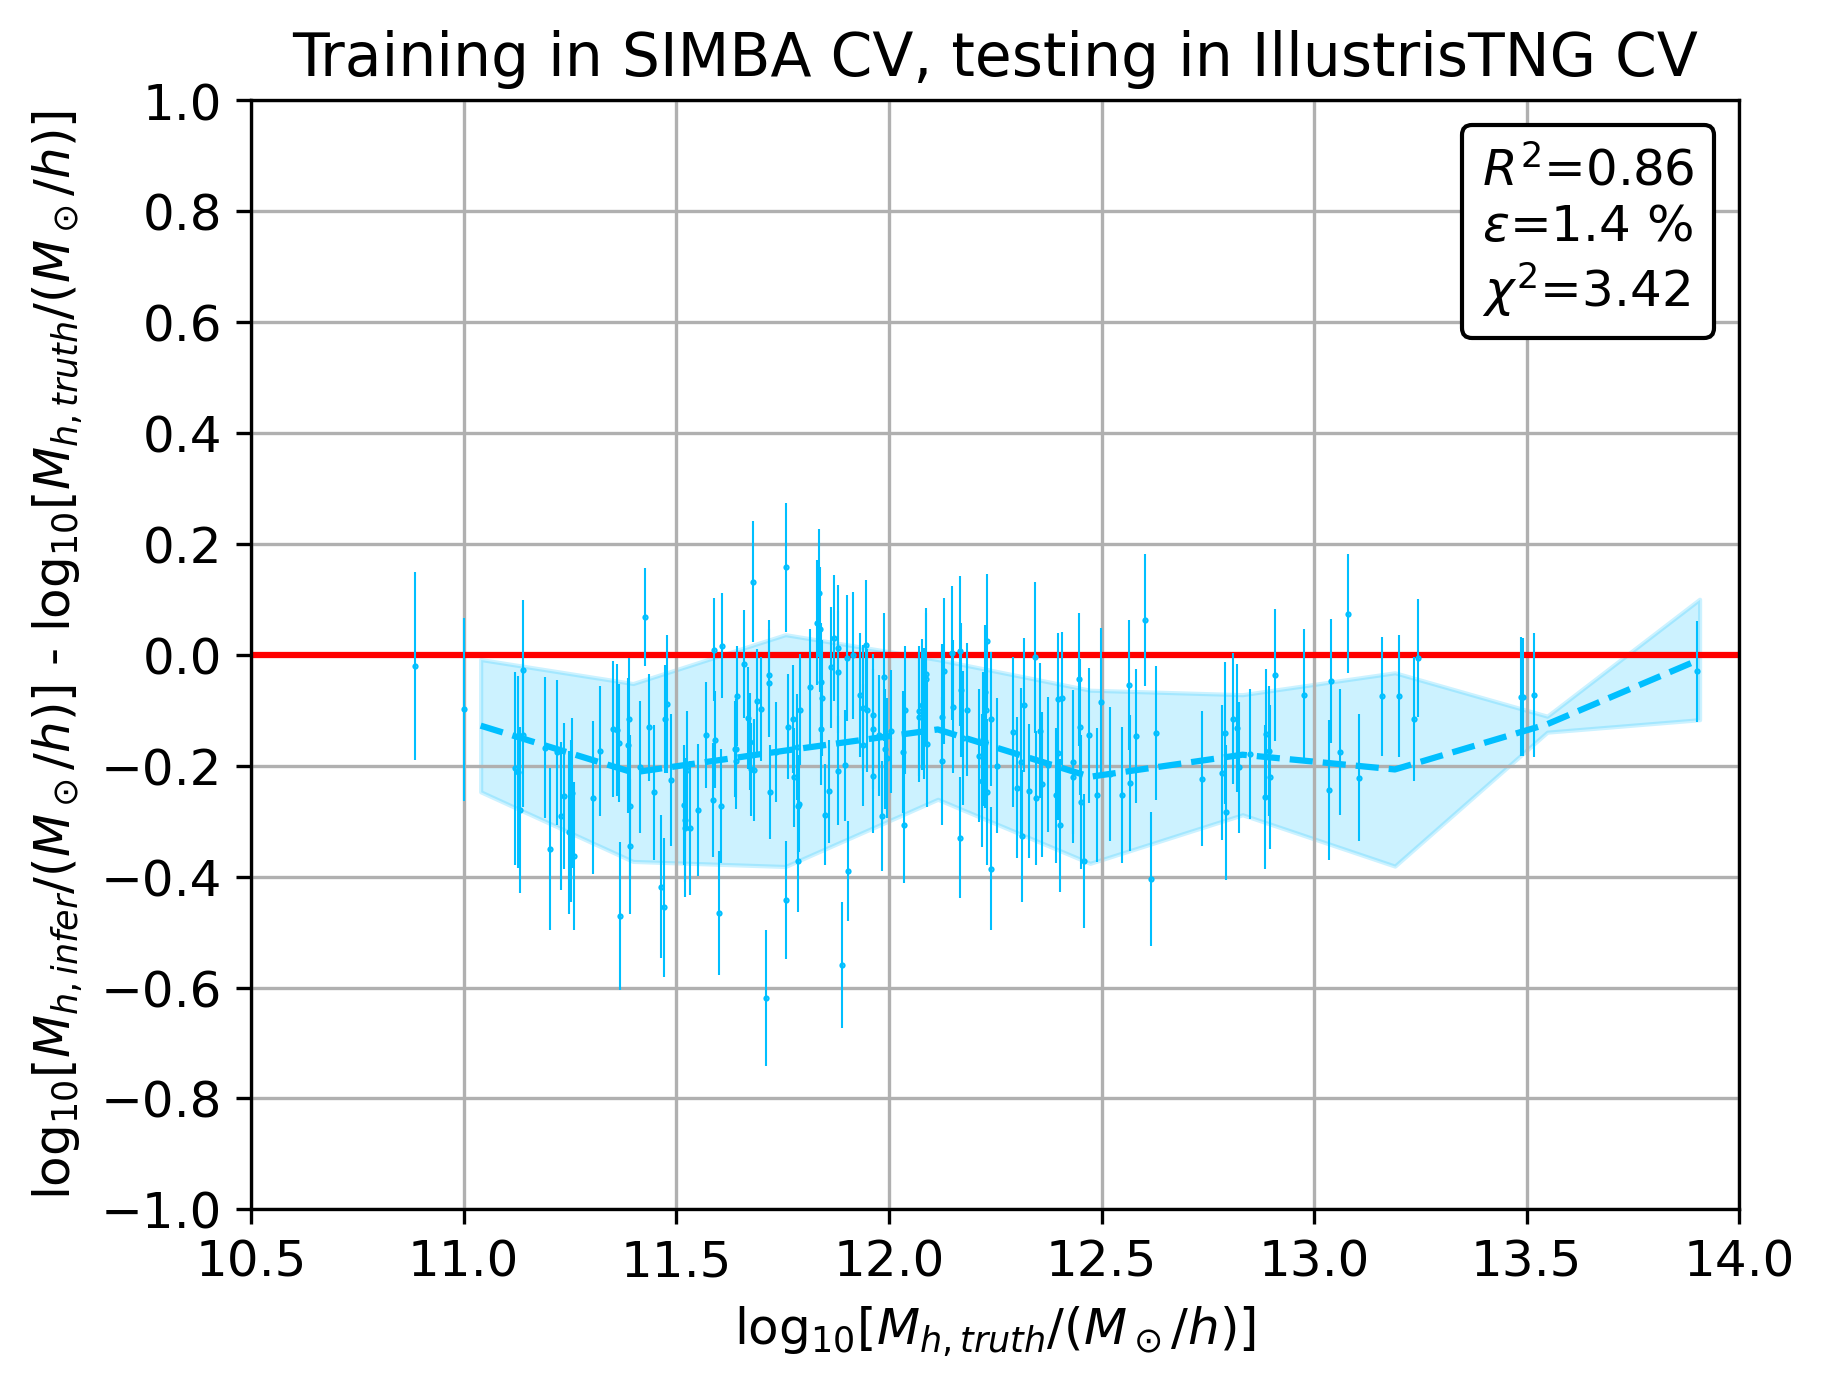 Training in SIMBA CV, testing in IllustrisTNG CV
log₁₀[M_{h,infer}/(M_⊙/h)] - log₁₀[M_{h,truth}/(M_⊙/h)]
1.0
0.8
0.6
0.4
0.2
0.0
−0.2
−0.4
−0.6
−0.8
−1.0
R²=0.86
ε=1.4 %
χ²=3.42
10.5 11.0 11.5 12.0 12.5 13.0 13.5 14.0
log₁₀[M_{h,truth}/(M_⊙/h)]